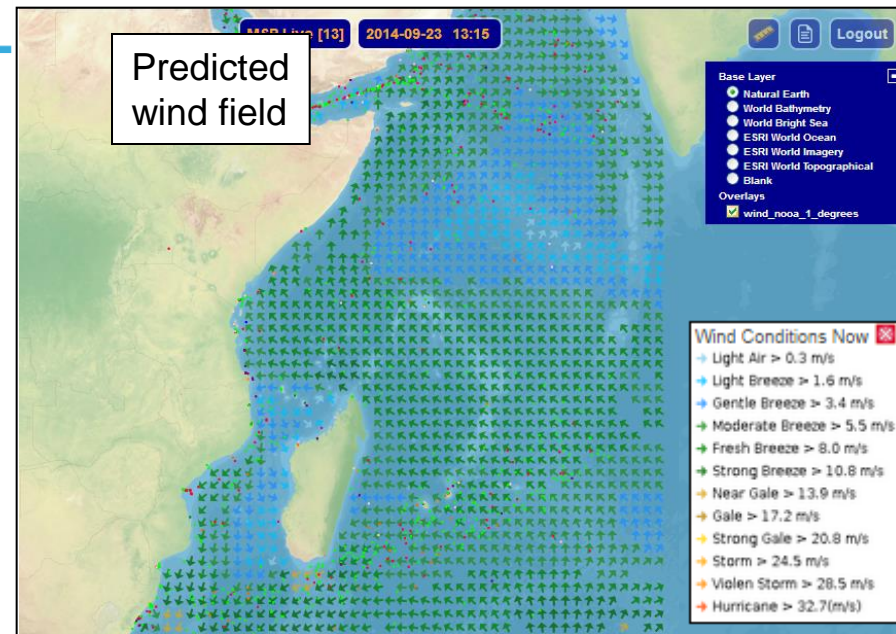 [13]
2014-09-23 13:15
Logout
Predicted
wind field
Base Layer
Natural Earth
World Bathymetry
World Bright Sea
ESRI World Ocean
ESRI World Imagery
ESRI World Topographical
Blank
Overlays
wind_nooa_1_degrees
Wind Conditions Now
Light Air > 0.3 m/s
Light Breeze > 1.6 m/s
Gentle Breeze > 3.4 m/s
Moderate Breeze > 5.5 m/s
Fresh Breeze > 8.0 m/s
Strong Breeze > 10.8 m/s
Near Gale > 13.9 m/s
Gale > 17.2 m/s
Strong Gale > 20.8 m/s
Storm > 24.5 m/s
Violen Storm > 28.5 m/s
Hurricane > 32.7(m/s)